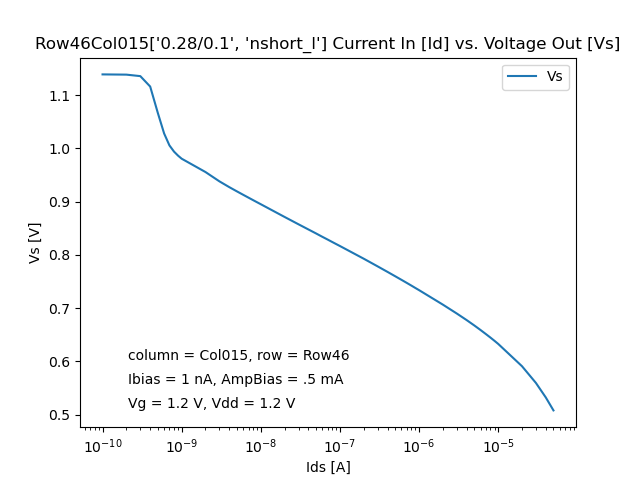 Row46Col015['0.28/0.1', 'nshort_l'] Current In [Id] vs. Voltage Out [Vs]
Vs
1.1
1.0
0.9
0.8
0.7
0.6
0.5
Vs [V]
column = Col015, row = Row46
Ibias = 1 nA, AmpBias = .5 mA
Vg = 1.2 V, Vdd = 1.2 V
10⁻¹⁰ 10⁻⁹ 10⁻⁸ 10⁻⁷ 10⁻⁶ 10⁻⁵
Ids [A]